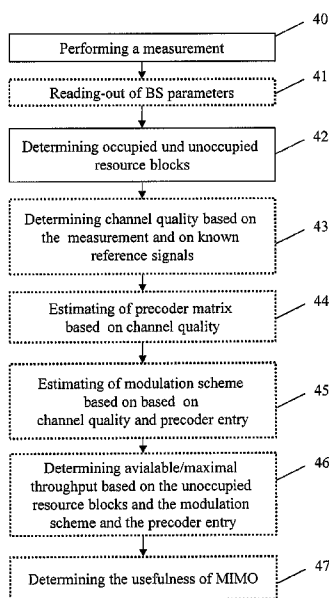 40
Performing a measurement
41
Reading-out of BS parameters
42
Determining occupied und unoccupied
resource blocks
43
Determining channel quality based on
the measurement and on known
reference signals
44
Estimating of precoder matrix
based on channel quality
45
Estimating of modulation scheme
based on based on
channel quality and precoder entry
46
Determining avialable/maximal
throughput based on the unoccupied
resource blocks and the modulation
scheme and the precoder entry
47
Determining the usefulness of MIMO